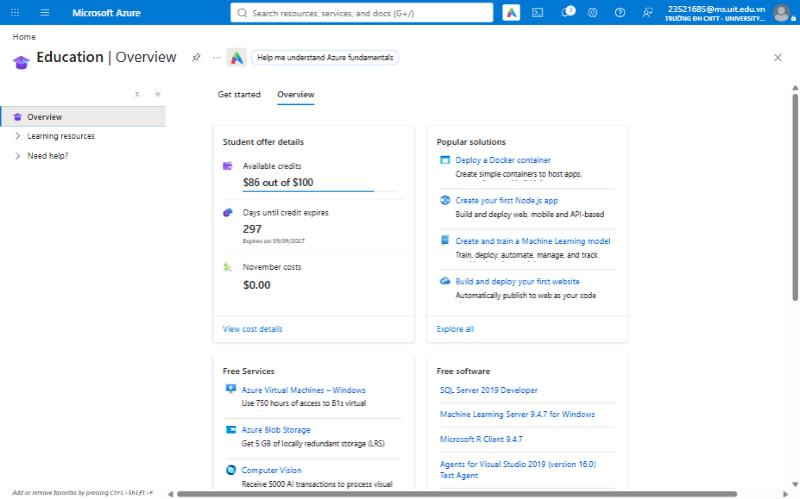 Microsoft Azure
Search resources, services, and docs (G+/)
23521685@ms.uit.edu.vn
TRƯỜNG ĐH CNTT - UNIVERSITY...
Home
Education | Overview
Help me understand Azure fundamentals
Get started
Overview
Overview
Learning resources
Need help?
Student offer details
Available credits
$86 out of $100
Days until credit expires
297
Expires on 09/09/2027
November costs
$0.00
View cost details
Popular solutions
Deploy a Docker container
Create simple containers to host apps,
Create your first Node.js app
Build and deploy web, mobile and API-based
Create and train a Machine Learning model
Train, deploy, automate, manage, and track
Build and deploy your first website
Automatically publish to web as your code
Explore all
Free Services
Azure Virtual Machines – Windows
Use 750 hours of access to B1s virtual
Azure Blob Storage
Get 5 GB of locally redundant storage (LRS)
Computer Vision
Receive 5000 AI transactions to process visual
Free software
SQL Server 2019 Developer
Machine Learning Server 9.4.7 for Windows
Microsoft R Client 9.4.7
Agents for Visual Studio 2019 (version 16.0)
Test Agent
Add or remove favorites by pressing Ctrl+Shift+F